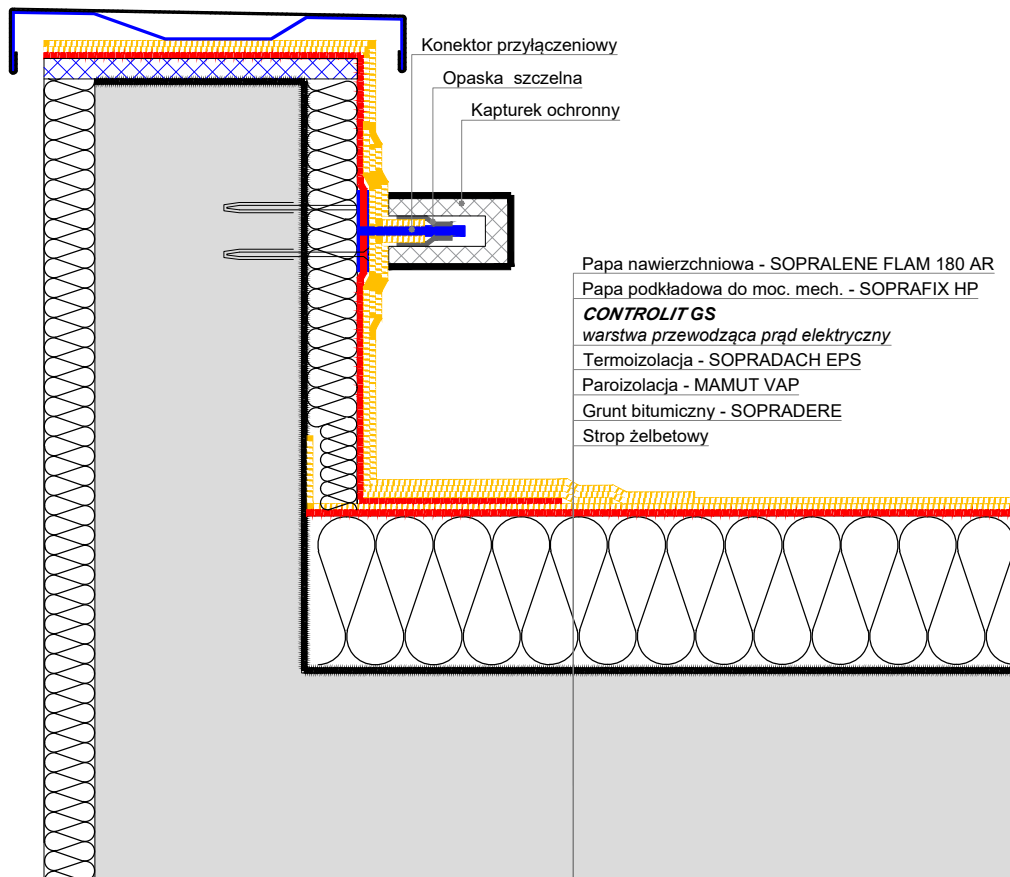 Konektor przyłączeniowy
Opaska szczelna
Kapturek ochronny
Papa nawierzchniowa - SOPRALENE FLAM 180 AR
Papa podkładowa do moc. mech. - SOPRAFIX HP
CONTROLIT GS
warstwa przewodząca prąd elektryczny
Termoizolacja - SOPRADACH EPS
Paroizolacja - MAMUT VAP
Grunt bitumiczny - SOPRADERE
Strop żelbetowy